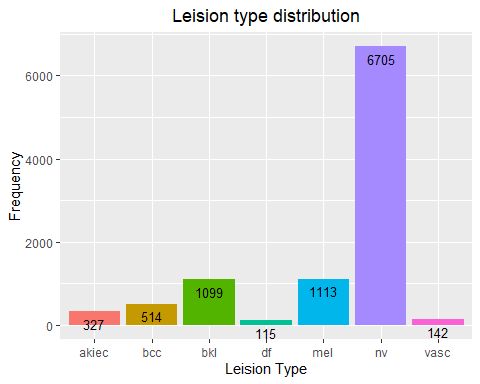 Leision type distribution
Frequency
6000
4000
2000
0
327
514
1099
115
1113
6705
142
akiec bcc bkl df mel nv vasc
Leision Type